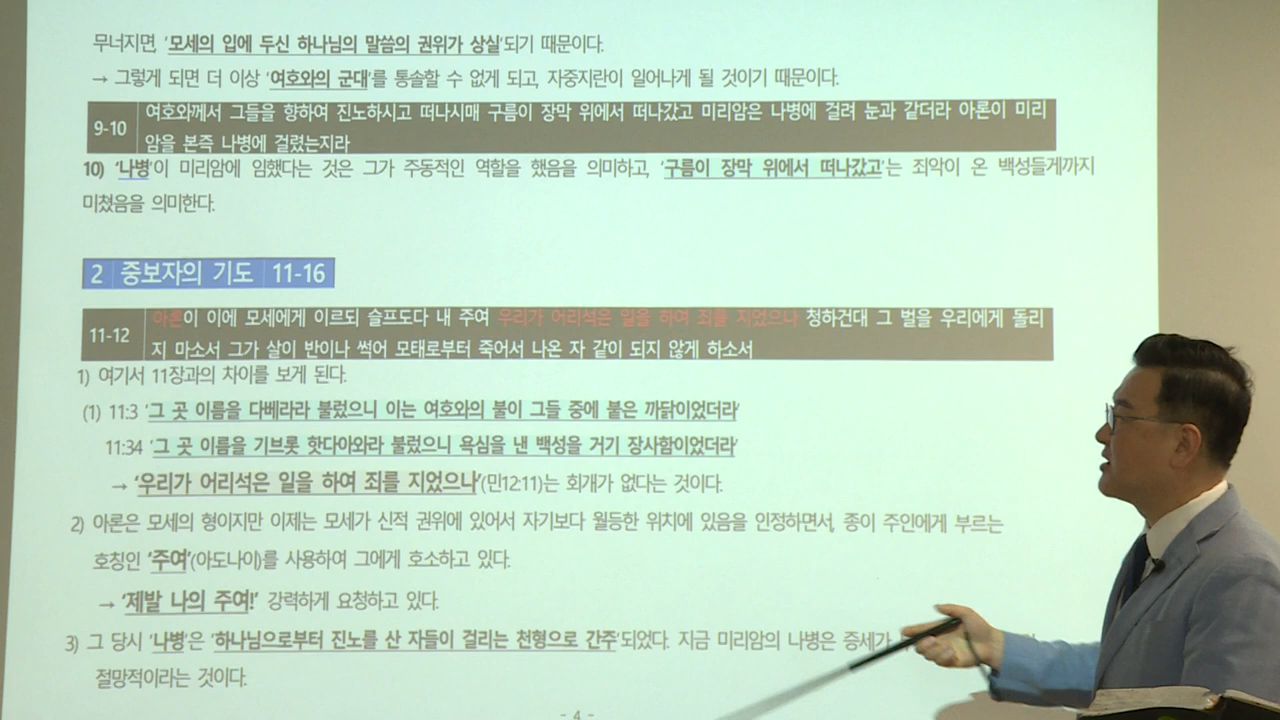 무너지면, '모세의 입에 두신 하나님의 말씀의 권위가 상실'되기 때문이다.
→ 그렇게 되면 더 이상 '여호와의 군대'를 통솔할 수 없게 되고, 자중지란이 일어나게 될 것이기 때문이다.
9-10 여호와께서 그들을 향하여 진노하시고 떠나시매 구름이 장막 위에서 떠나갔고 미리암은 나병에 걸려 눈과 같더라 아론이 미리
암을 본즉 나병에 걸렸는지라
10) '나병'이 미리암에 임했다는 것은 그가 주동적인 역할을 했음을 의미하고, '구름이 장막 위에서 떠나갔고'는 죄악이 온 백성들게까지
미쳤음을 의미한다.
2 중보자의 기도 11-16
11-12 아론이 이에 모세에게 이르되 슬프도다 내 주여 우리가 어리석은 일을 하여 죄를 지었으나 청하건대 그 벌을 우리에게 돌리
지 마소서 그가 살이 반이나 썩어 모태로부터 죽어서 나온 자 같이 되지 않게 하소서
1) 여기서 11장과의 차이를 보게 된다.
(1) 11:3 '그 곳 이름을 다베라라 불렀으니 이는 여호와의 불이 그들 중에 붙은 까닭이었더라'
11:34 '그 곳 이름을 기브롯 핫다아와라 불렀으니 욕심을 낸 백성을 거기 장사함이었더라'
→ '우리가 어리석은 일을 하여 죄를 지었으나'(민12:11)는 회개가 없다는 것이다.
2) 아론은 모세의 형이지만 이제는 모세가 신적 권위에 있어서 자기보다 월등한 위치에 있음을 인정하면서, 종이 주인에게 부르는
호칭인 '주여'(아도나이)를 사용하여 그에게 호소하고 있다.
→ '제발 나의 주여!' 강력하게 요청하고 있다.
3) 그 당시 '나병'은 '하나님으로부터 진노를 산 자들이 걸리는 천형으로 간주'되었다. 지금 미리암의 나병은 증세가
절망적이라는 것이다.
- 4 -